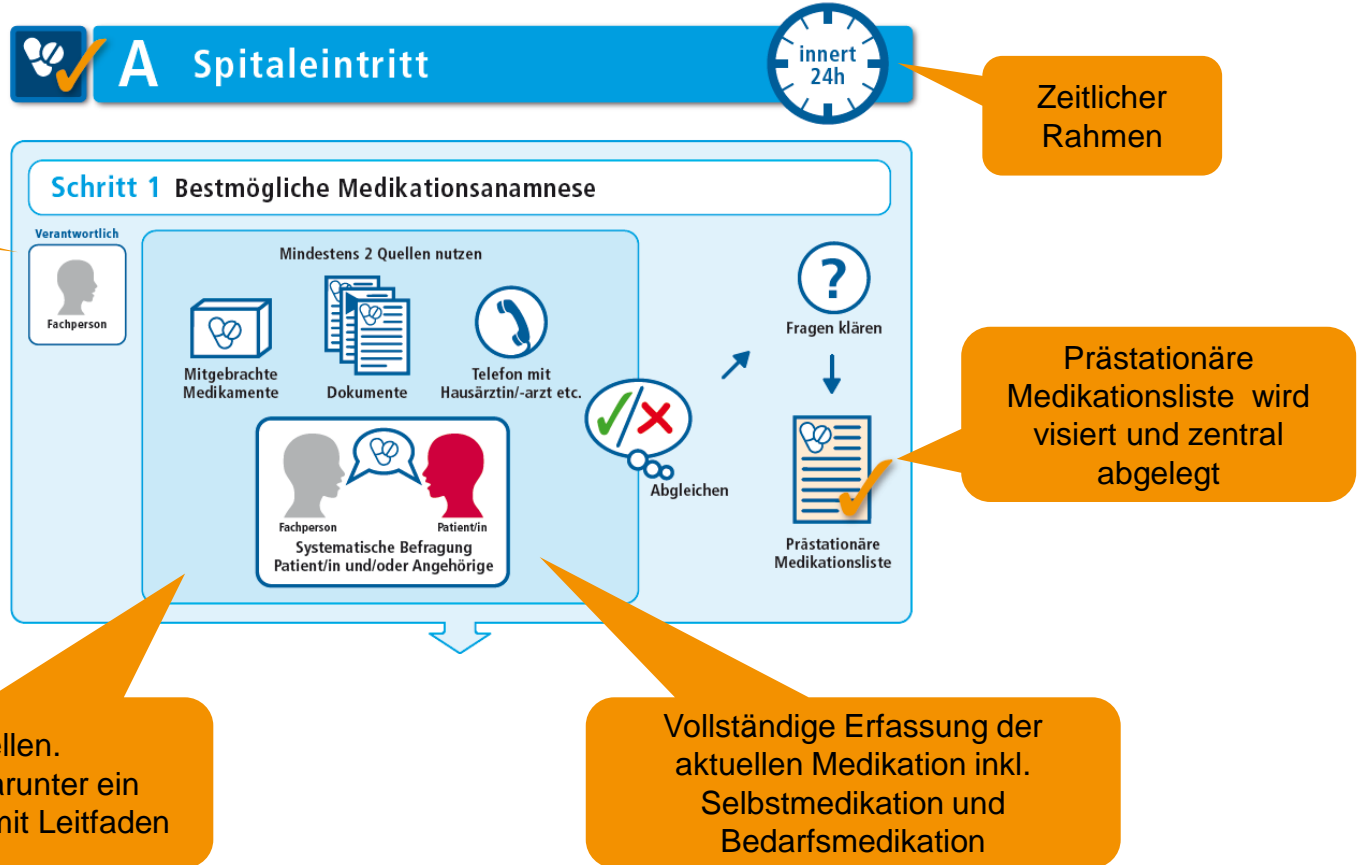 A Spitaleintritt
innert
24h
Zeitlicher
Rahmen
Schritt 1 Bestmögliche Medikationsanamnese
Verantwortlich
Fachperson
Mindestens 2 Quellen nutzen
Mitgebrachte
Medikamente
Dokumente
Telefon mit
Hausärztin/-arzt etc.
Fachperson
Patient/in
Systematische Befragung
Patient/in und/oder Angehörige
Abgleichen
?
Fragen klären
Prästationäre
Medikationsliste
Prästationäre
Medikationsliste wird
visiert und zentral
abgelegt
ellen.
arunter ein
mit Leitfaden
Vollständige Erfassung der
aktuellen Medikation inkl.
Selbstmedikation und
Bedarfsmedikation